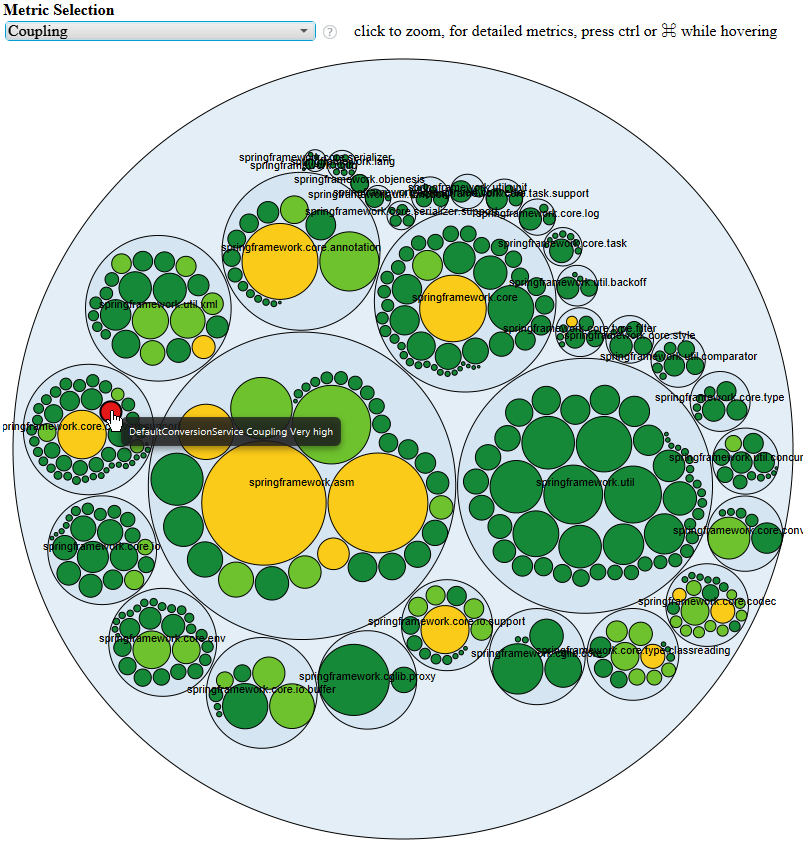 Metric Selection
Coupling
? click to zoom, for detailed metrics, press ctrl or ⌘ while hovering
springframework.core.serializer
springframework.lang
springframework.objenesis
springframework.core.task.support
springframework.core.serializer.support
springframework.core.log
springframework.core.annotation
springframework.core.task
springframework.util.backoff
springframework.core
springframework.util.xml
springframework.core.type.filter
springframework.core.style
springframework.util.comparator
springframework.core.type
springframework.core.c
DefaultConversionService Coupling Very high
springframework.util.concur
springframework.asm
springframework.util
springframework.core.conv
springframework.core.io
springframework.core.codec
springframework.core.io.support
springframework.core.env
springframework.core.type.classreading
springframework.cglib.proxy
springframework.core.io.buffer